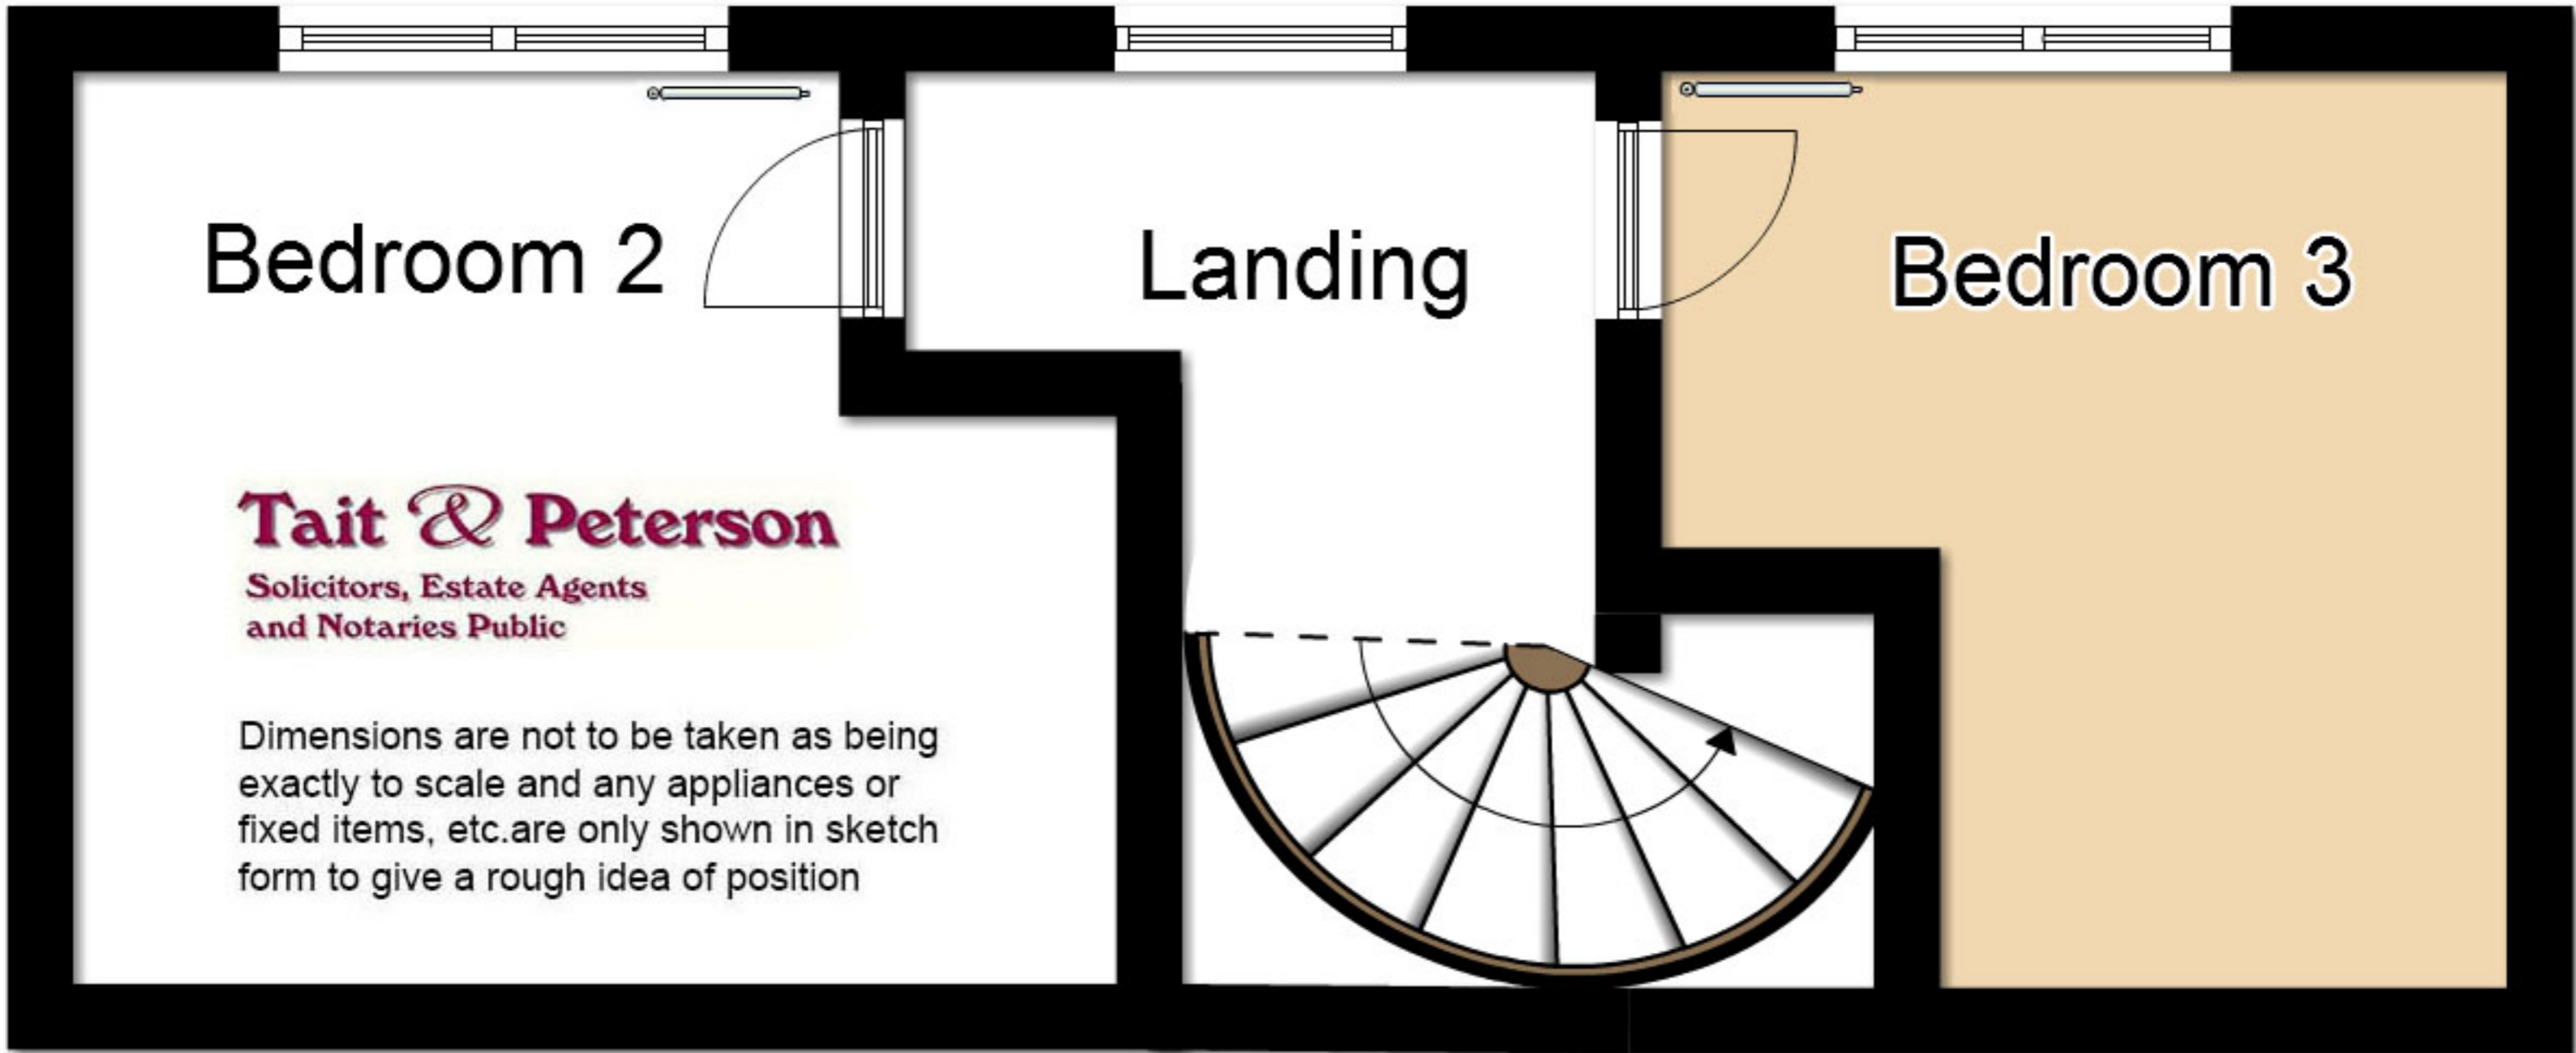 Bedroom 2
Landing
Bedroom 3
Tait & Peterson
Solicitors, Estate Agents
and Notaries Public
Dimensions are not to be taken as being
exactly to scale and any appliances or
fixed items, etc.are only shown in sketch
form to give a rough idea of position